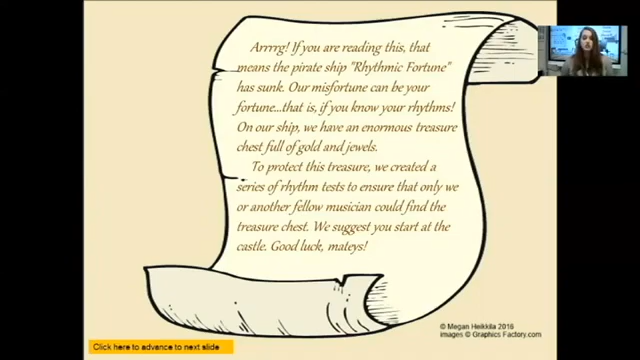 Arrrrg! If you are reading this, that
means the pirate ship "Rhythmic Fortune"
has sunk. Our misfortune can be your
fortune...that is, if you know your rhythms!
On our ship, we have an enormous treasure
chest full of gold and jewels.
To protect this treasure, we created a
series of rhythm tests to ensure that only we
or another fellow musician could find the
treasure chest. We suggest you start at the
castle. Good luck, mateys!
© Megan Heikkila 2016
images © Graphics Factory.com
Click here to advance to next slide